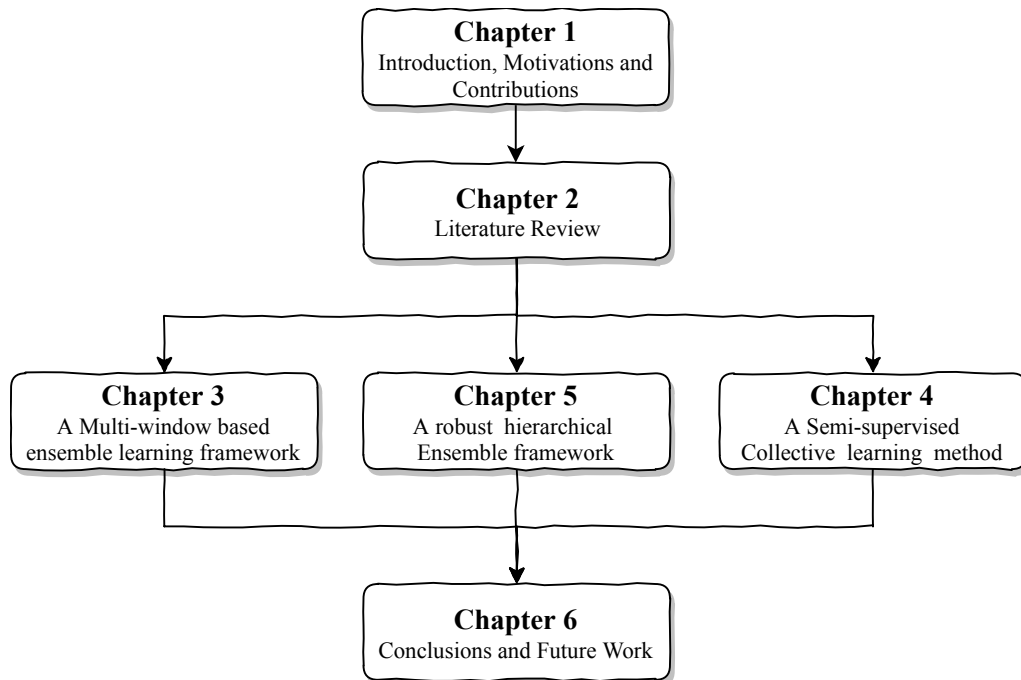 Chapter 1
Introduction, Motivations and
Contributions
Chapter 2
Literature Review
Chapter 3
A Multi-window based
ensemble learning framework
Chapter 5
A robust hierarchical
Ensemble framework
Chapter 4
A Semi-supervised
Collective learning method
Chapter 6
Conclusions and Future Work